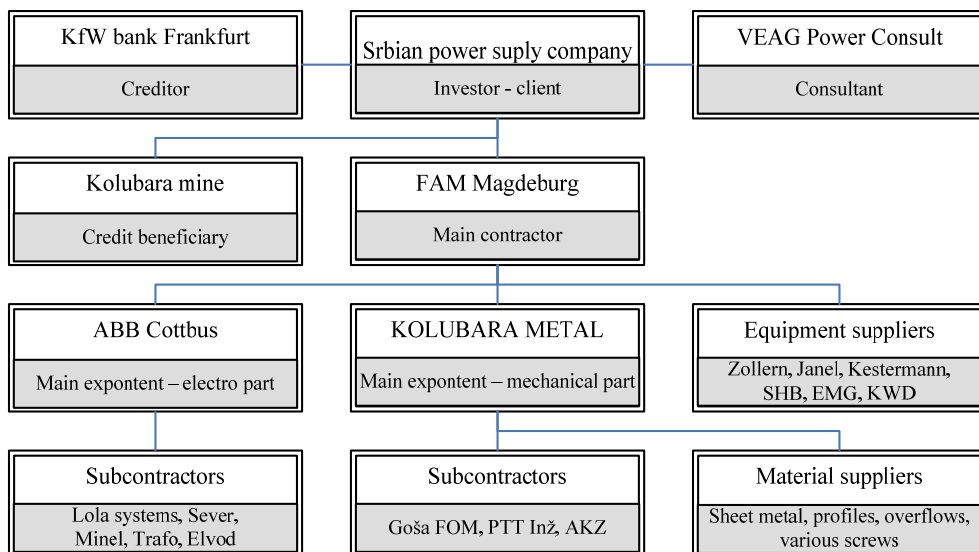 KfW bank Frankfurt
Creditor
Srbian power suply company
Investor - client
VEAG Power Consult
Consultant
Kolubara mine
Credit beneficiary
FAM Magdeburg
Main contractor
ABB Cottbus
Main expontent – electro part
KOLUBARA METAL
Main expontent – mechanical part
Equipment suppliers
Zollern, Janel, Kestermann,
SHB, EMG, KWD
Subcontractors
Lola systems, Sever,
Minel, Trafo, Elvod
Subcontractors
Goša FOM, PTT Inž, AKZ
Material suppliers
Sheet metal, profiles, overflows,
various screws